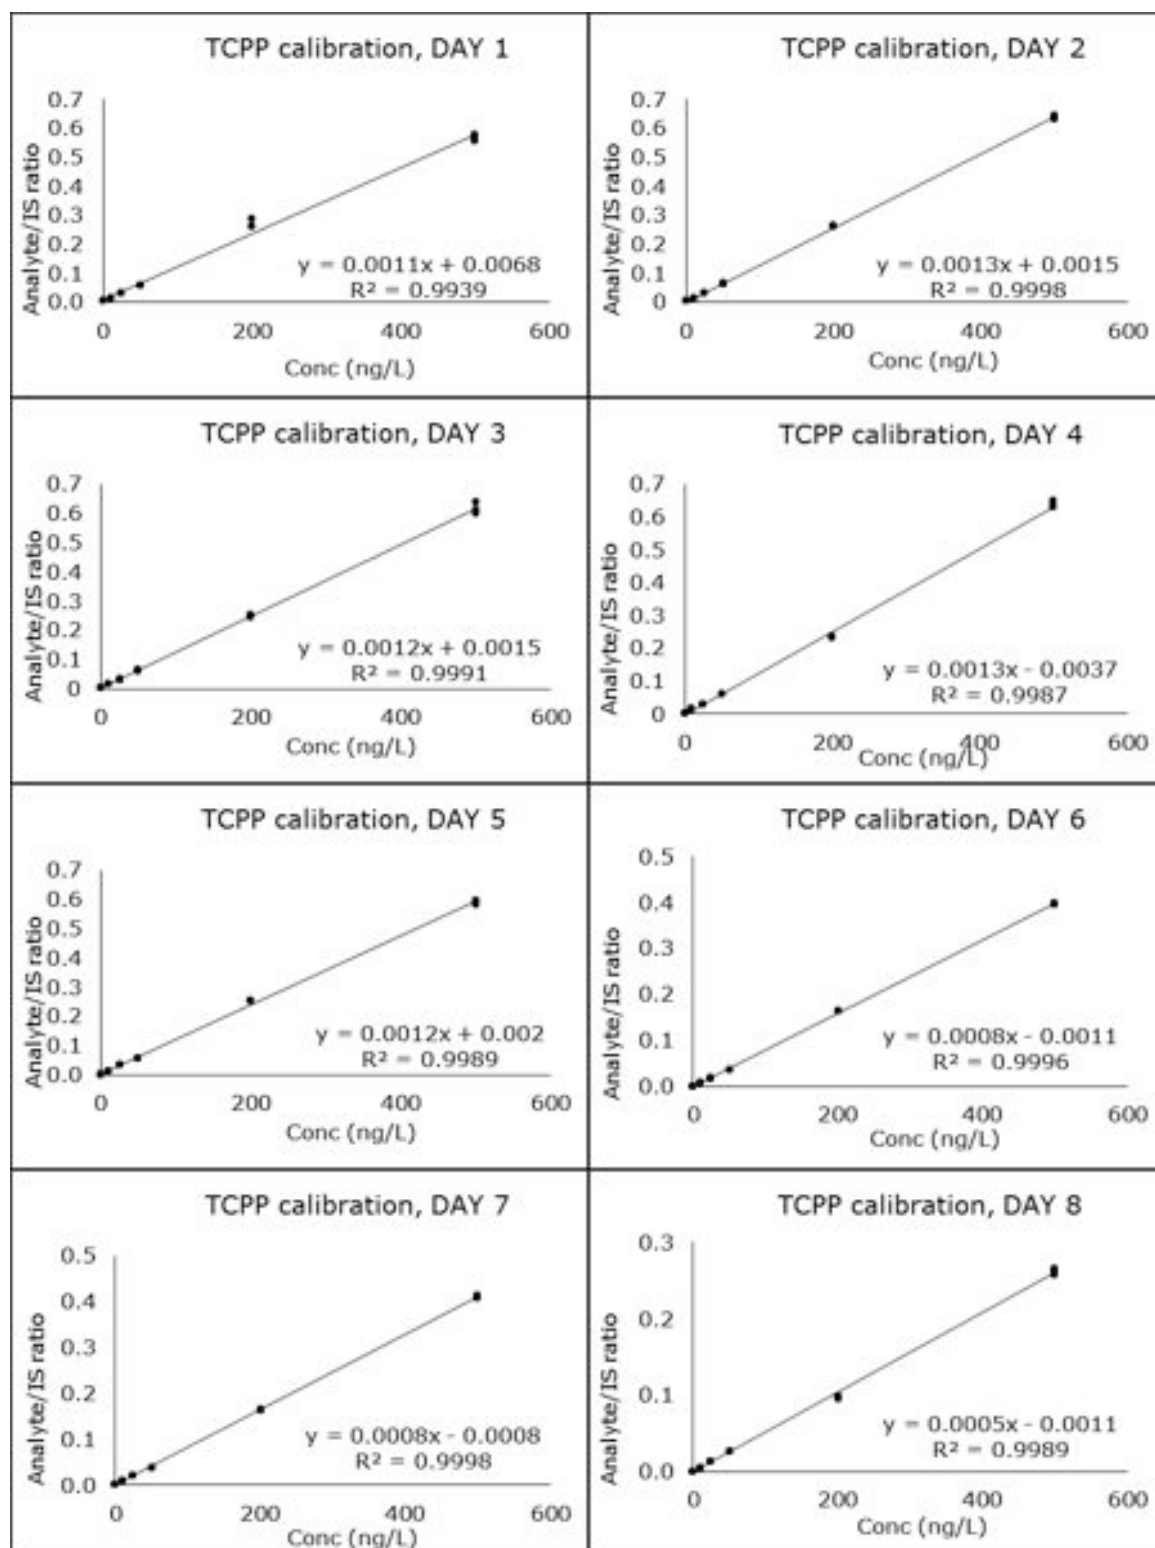 TCPP calibration, DAY 1
Analyte/IS ratio
0.7
0.6
0.5
0.4
0.3
0.2
0.1
0.0
y = 0.0011x + 0.0068
R² = 0.9939
0 200 400 600
Conc (ng/L)
TCPP calibration, DAY 2
Analyte/IS ratio
0.7
0.6
0.5
0.4
0.3
0.2
0.1
0.0
y = 0.0013x + 0.0015
R² = 0.9998
0 200 400 600
Conc (ng/L)
TCPP calibration, DAY 3
Analyte/IS ratio
0.7
0.6
0.5
0.4
0.3
0.2
0.1
0
y = 0.0012x + 0.0015
R² = 0.9991
0 200 400 600
Conc (ng/L)
TCPP calibration, DAY 4
Analyte/IS ratio
0.7
0.6
0.5
0.4
0.3
0.2
0.1
0
y = 0.0013x - 0.0037
R² = 0.9987
0 200 400 600
Conc (ng/L)
TCPP calibration, DAY 5
Analyte/IS ratio
0.7
0.6
0.5
0.4
0.3
0.2
0.1
0.0
y = 0.0012x + 0.002
R² = 0.9989
0 200 400 600
Conc (ng/L)
TCPP calibration, DAY 6
Analyte/IS ratio
0.5
0.4
0.3
0.2
0.1
0.0
y = 0.0008x - 0.0011
R² = 0.9996
0 200 400 600
Conc (ng/L)
TCPP calibration, DAY 7
Analyte/IS ratio
0.5
0.4
0.3
0.2
0.1
0.0
y = 0.0008x - 0.0008
R² = 0.9998
0 200 400 600
Conc (ng/L)
TCPP calibration, DAY 8
Analyte/IS ratio
0.3
0.2
0.1
0.0
y = 0.0005x - 0.0011
R² = 0.9989
0 200 400 600
Conc (ng/L)